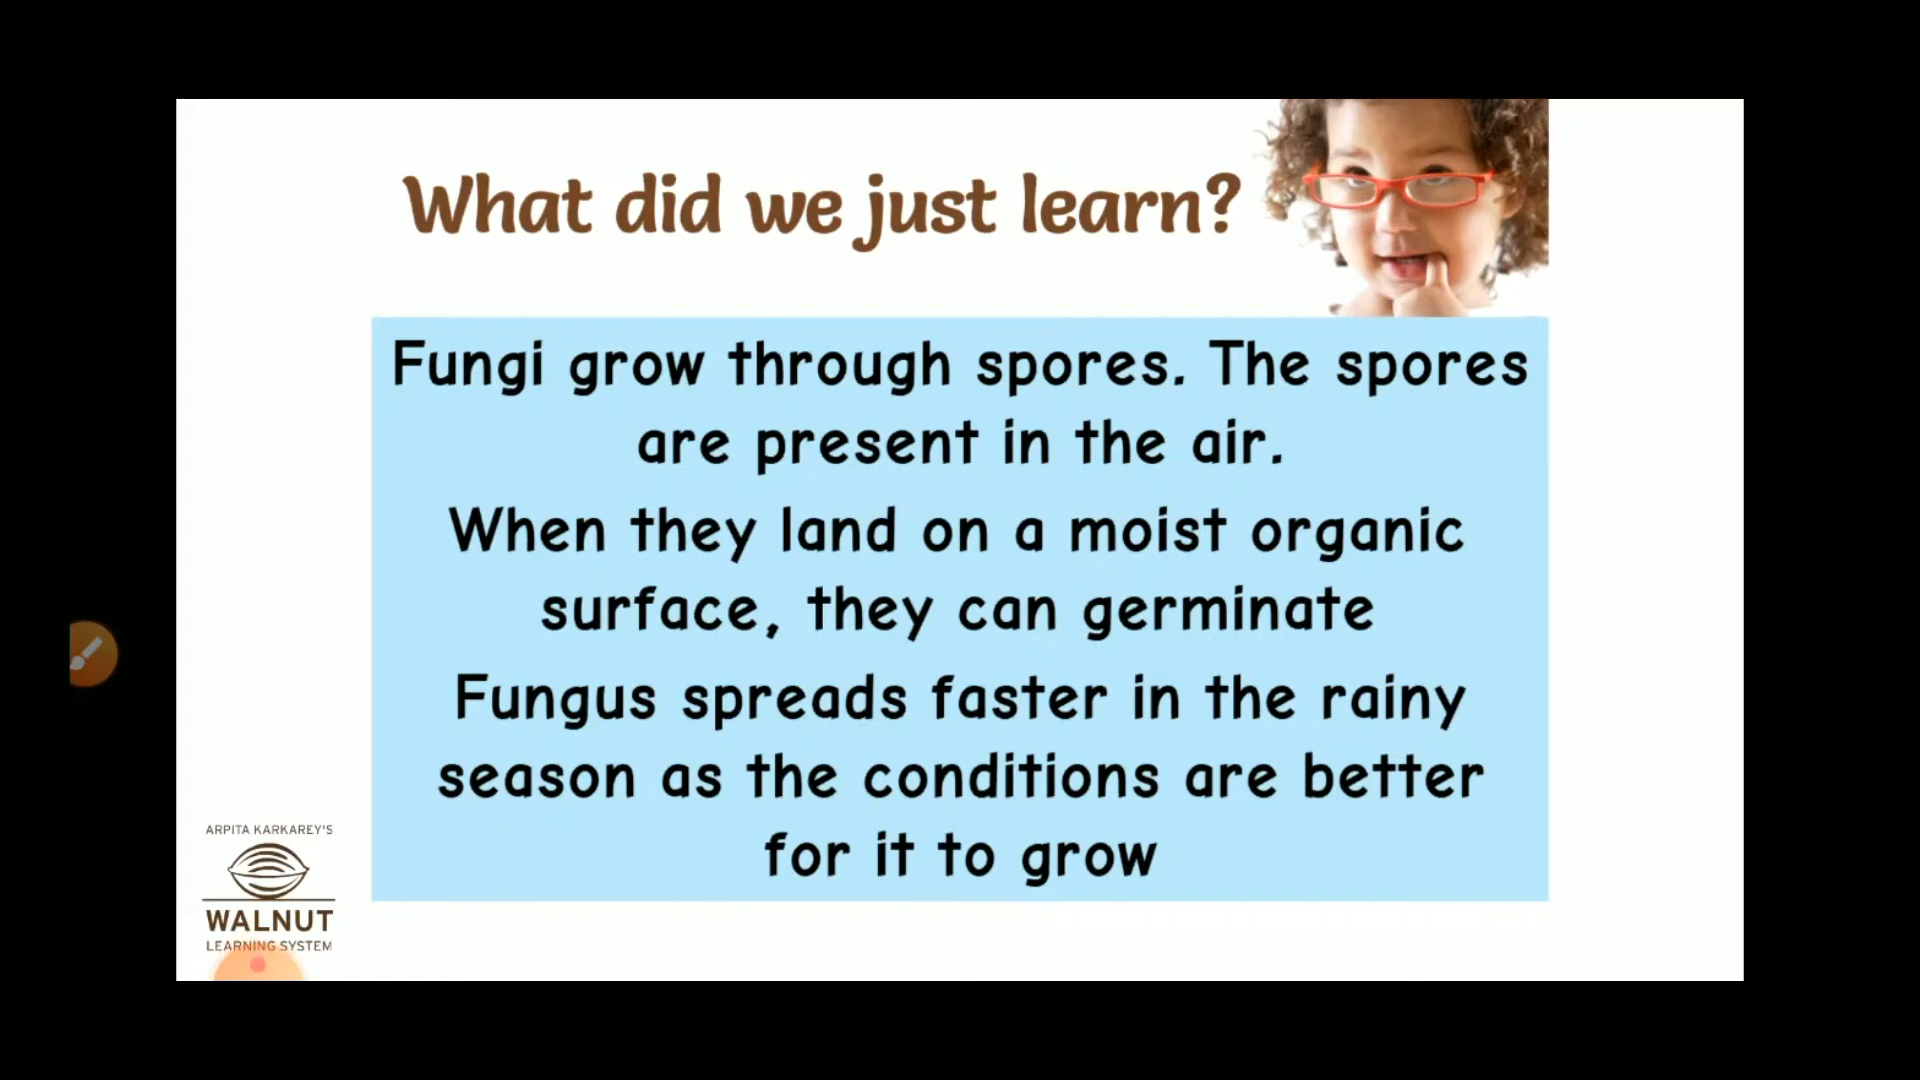 What did we just learn?
Fungi grow through spores. The spores
are present in the air.
When they land on a moist organic
surface, they can germinate
Fungus spreads faster in the rainy
season as the conditions are better
for it to grow
ARPITA KARKAREY'S
WALNUT
LEARNING SYSTEM